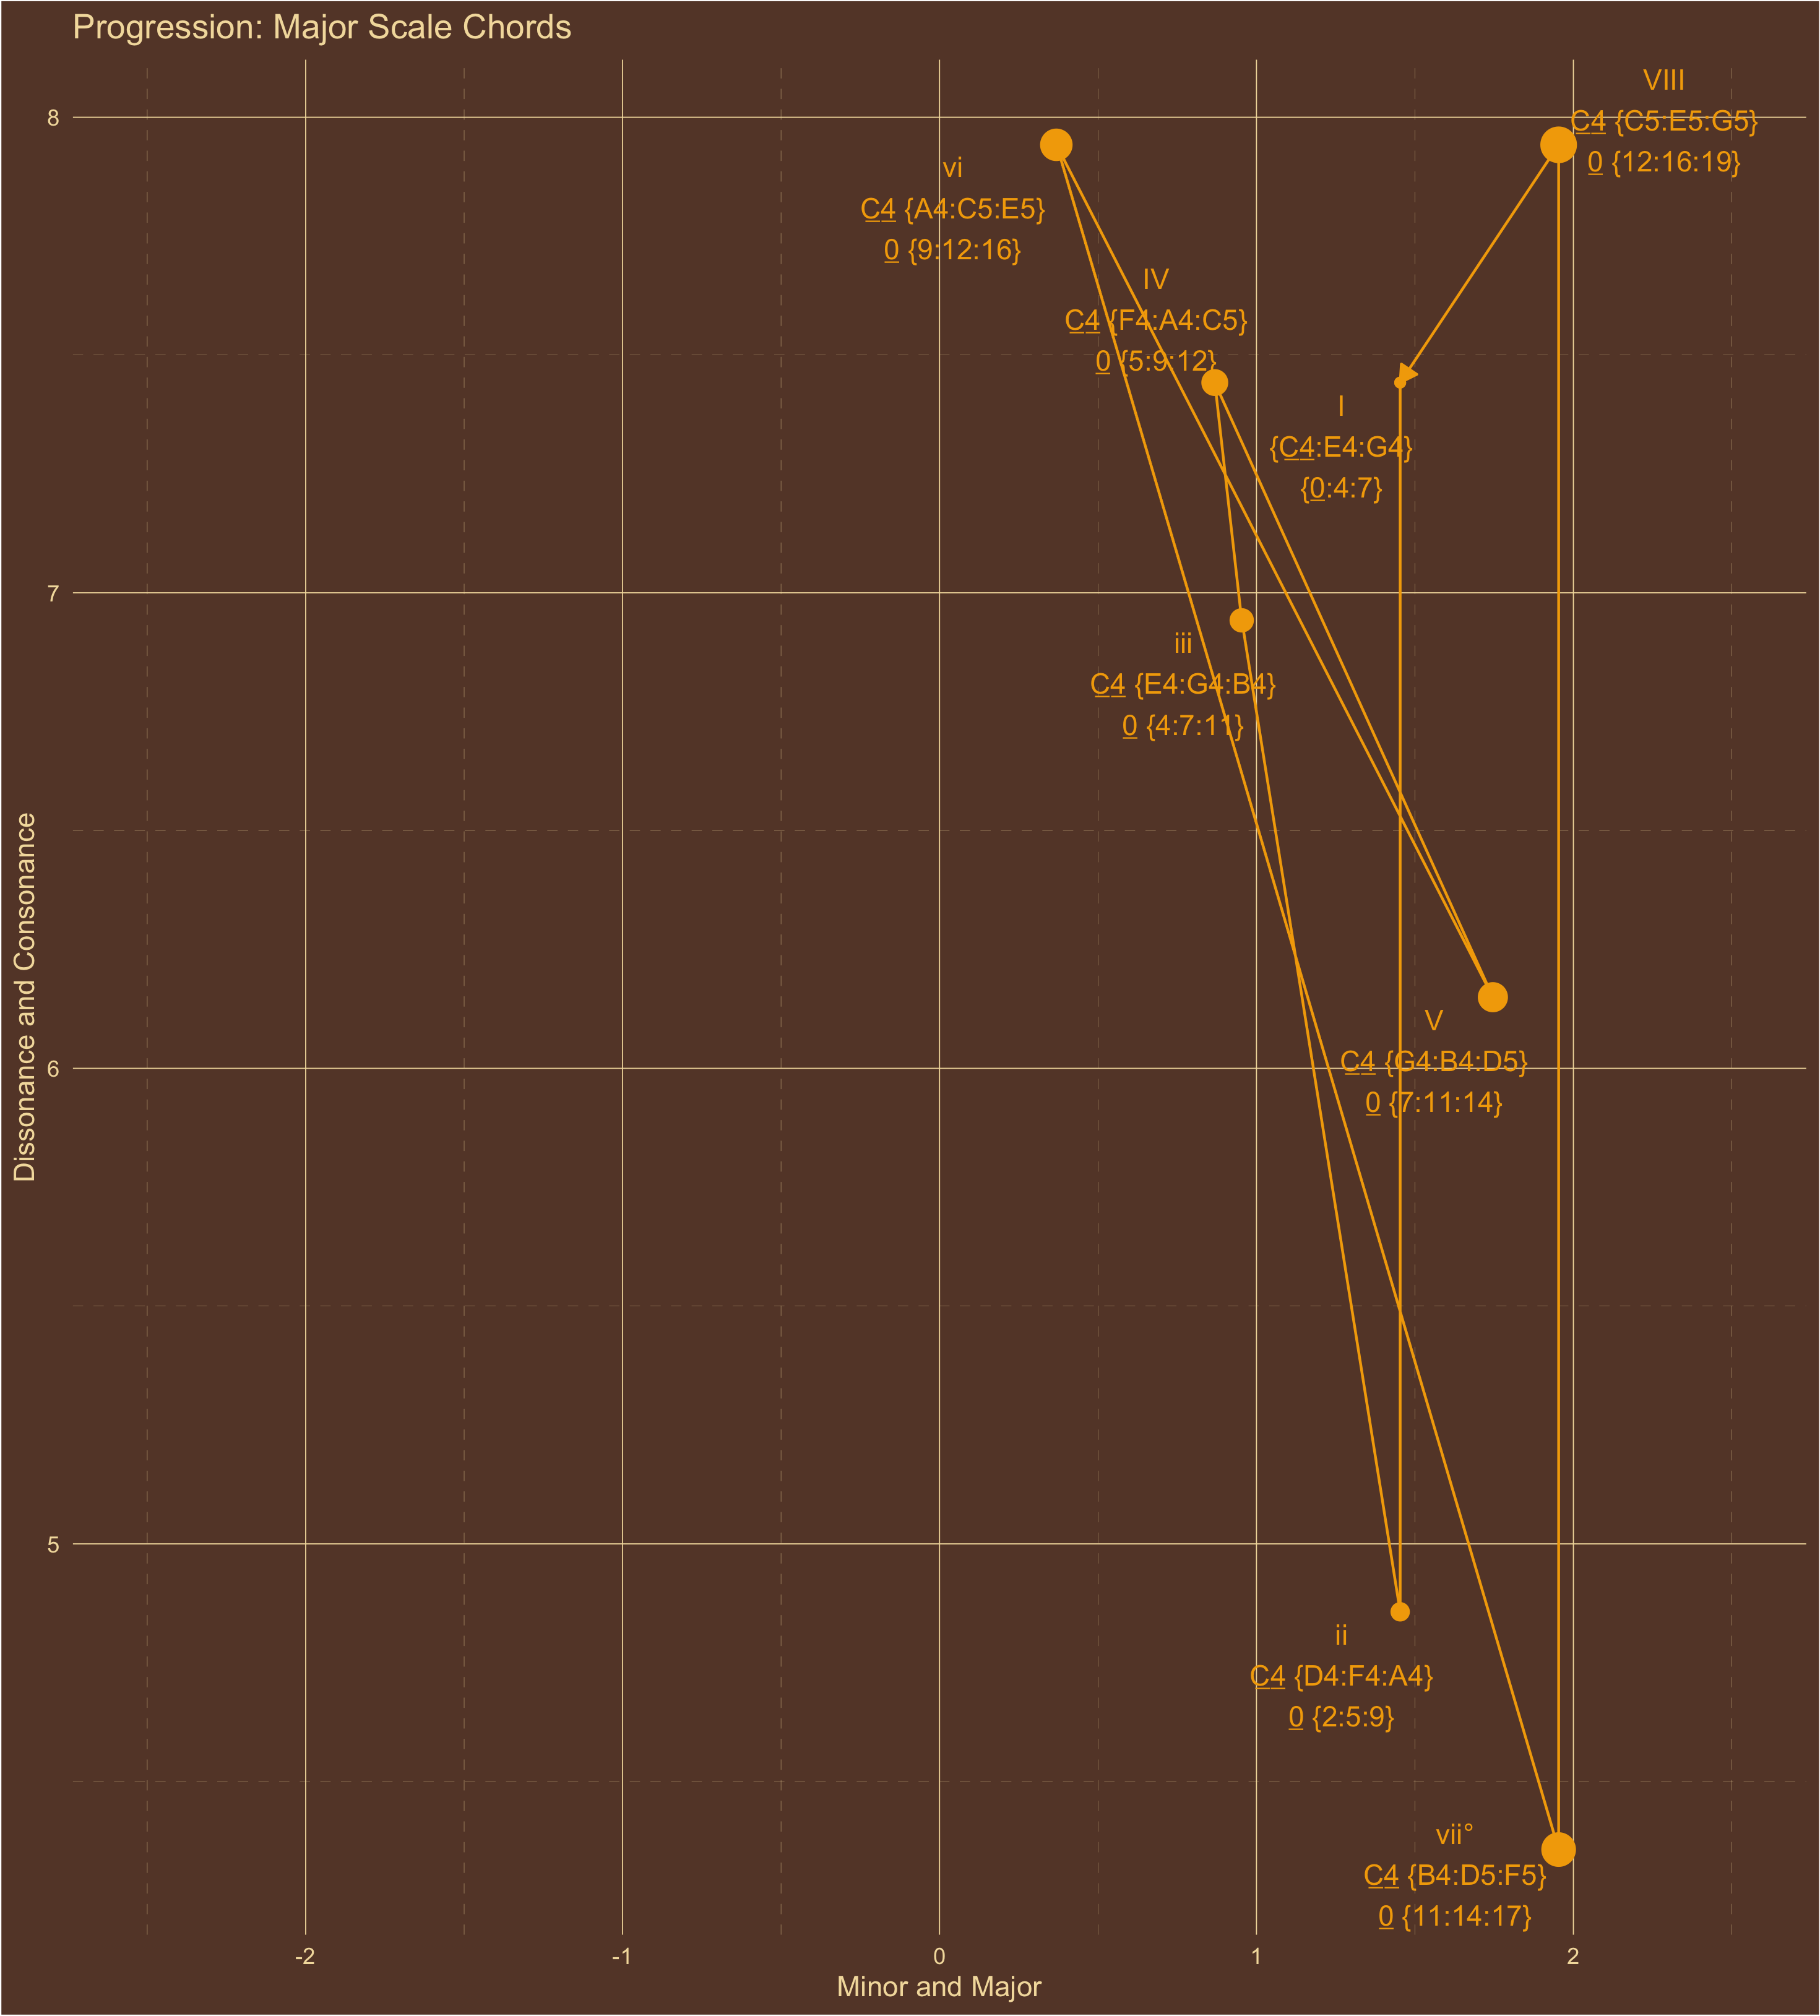 Progression: Major Scale Chords
VIII
C4 {C5:E5:G5}
0 {12:16:19}
vi
C4 {A4:C5:E5}
0 {9:12:16}
IV
C4 {F4:A4:C5}
0 {5:9:12}
I
{C4:E4:G4}
{0:4:7}
iii
C4 {E4:G4:B4}
0 {4:7:11}
V
C4 {G4:B4:D5}
0 {7:11:14}
ii
C4 {D4:F4:A4}
0 {2:5:9}
vii°
C4 {B4:D5:F5}
0 {11:14:17}
8
7
6
5
Dissonance and Consonance
-2
-1
0
1
2
Minor and Major